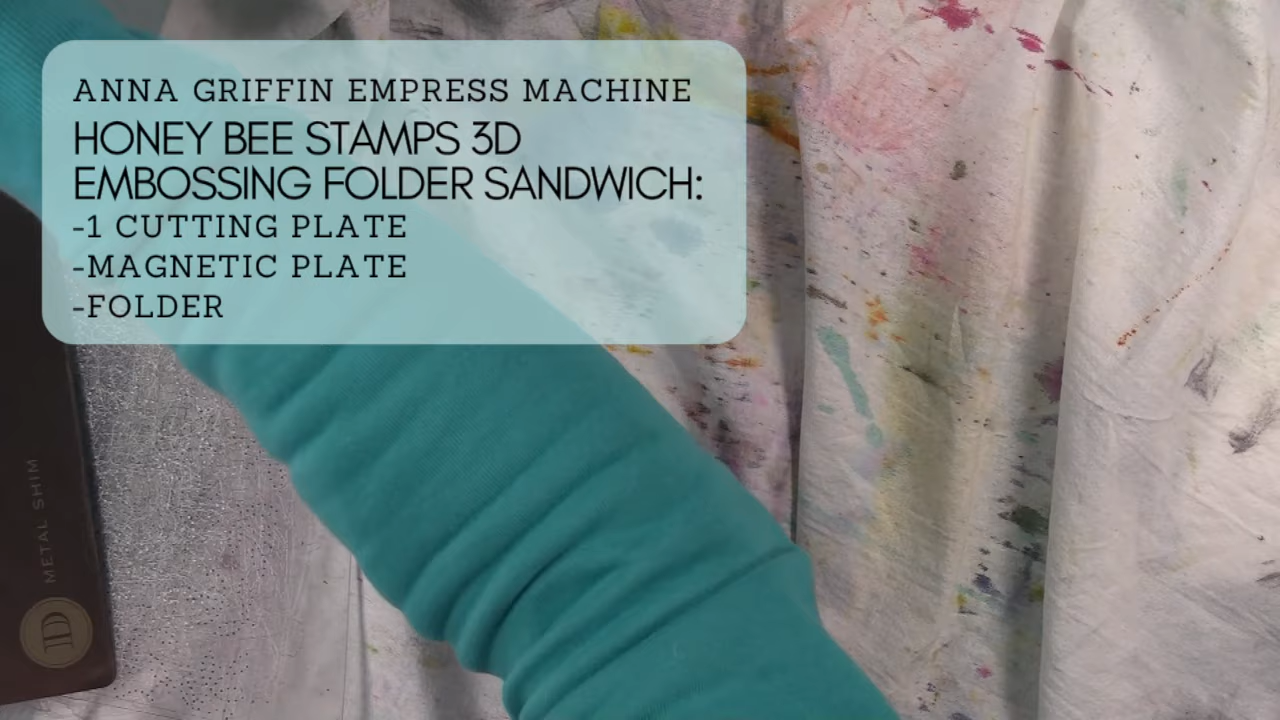 ANNA GRIFFIN EMPRESS MACHINE
HONEY BEE STAMPS 3D
EMBOSSING FOLDER SANDWICH:
-1 CUTTING PLATE
-MAGNETIC PLATE
-FOLDER
METAL SHIM